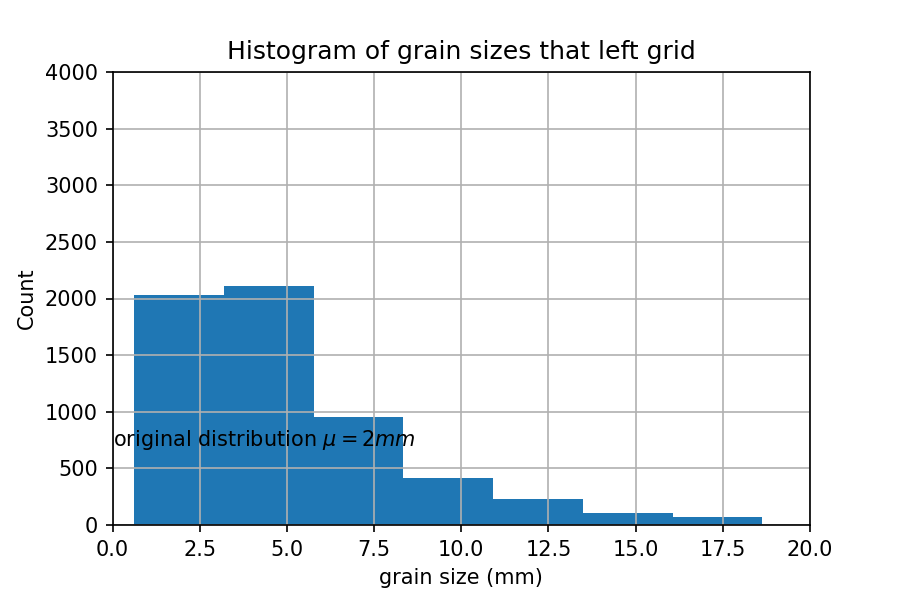 Histogram of grain sizes that left grid
4000
3500
3000
2500
2000
1500
1000
500
0
Count
original distribution μ = 2mm
0.0 2.5 5.0 7.5 10.0 12.5 15.0 17.5 20.0
grain size (mm)